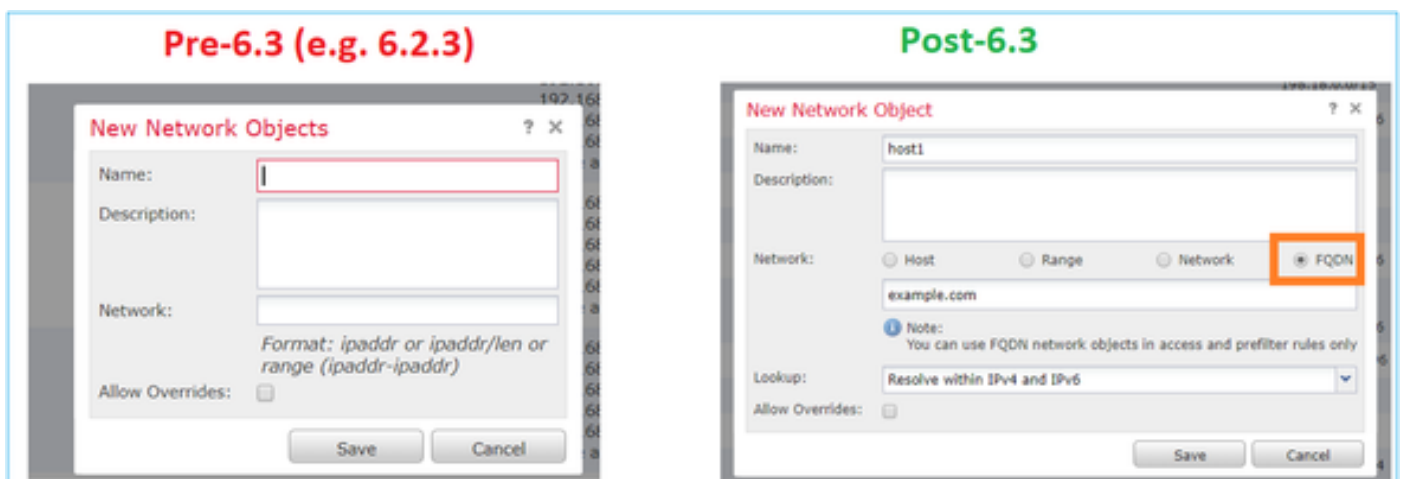 Pre-6.3 (e.g. 6.2.3)
New Network Objects ? ×
Name:
Description:
Network:
Format: ipaddr or ipaddr/len or
range (ipaddr-ipaddr)
Allow Overrides:
Save Cancel
Post-6.3
New Network Object ? ×
Name: host1
Description:
Network: Host Range Network FQDN
example.com
Note:
You can use FQDN network objects in access and prefilter rules only
Lookup: Resolve within IPv4 and IPv6
Allow Overrides:
Save Cancel